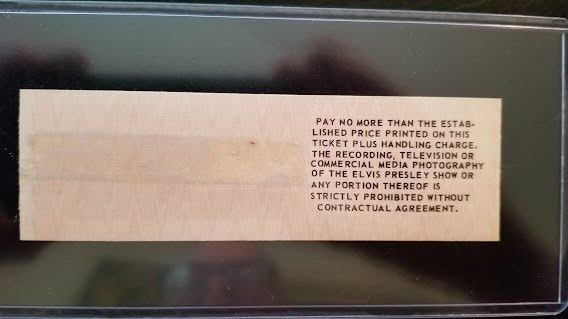 PAY NO MORE THAN THE ESTAB-
LISHED PRICE PRINTED ON THIS
TICKET PLUS HANDLING CHARGE.
THE RECORDING, TELEVISION OR
COMMERCIAL MEDIA PHOTOGRAPHY
OF THE ELVIS PRESLEY SHOW OR
ANY PORTION THEREOF IS
STRICTLY PROHIBITED WITHOUT
CONTRACTUAL AGREEMENT.